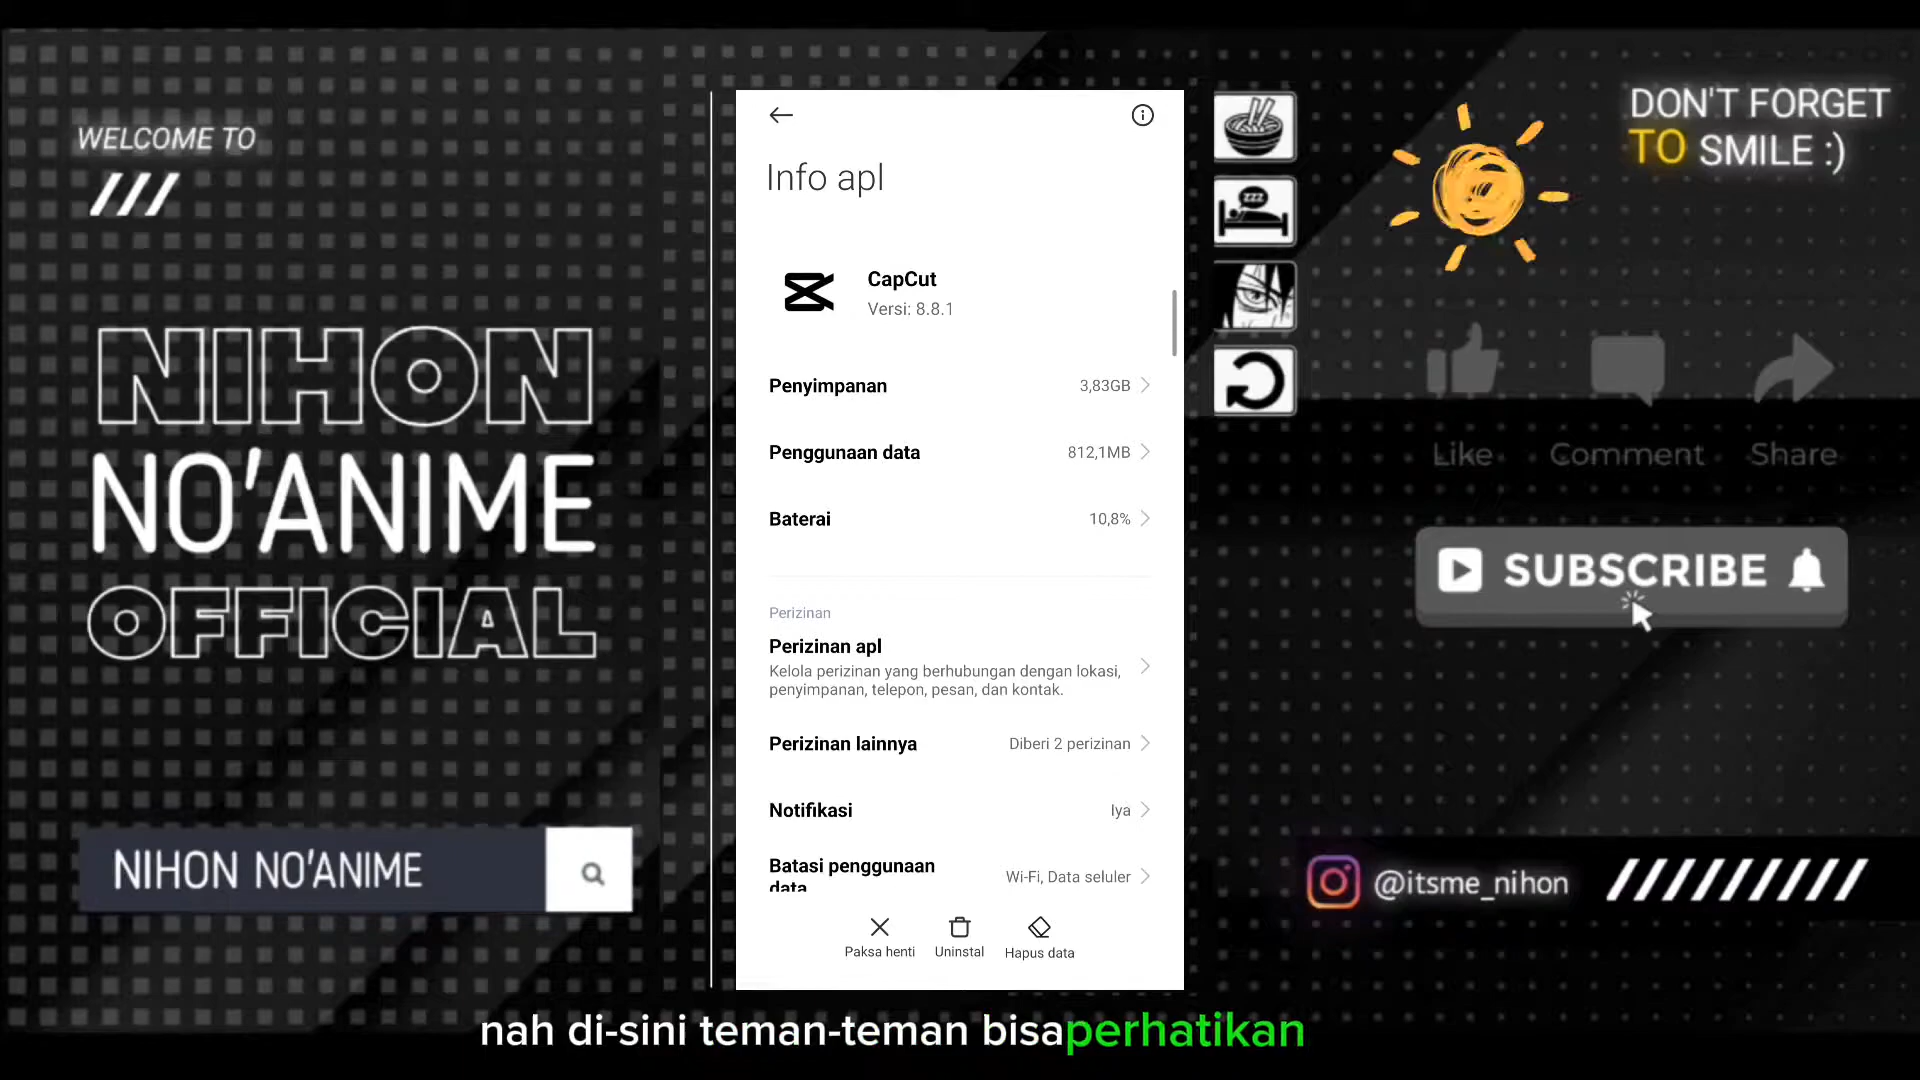 WELCOME TO
NIHON
NO'ANIME
OFFICIAL
NIHON NO'ANIME
Info apl
CapCut
Versi: 8.8.1
Penyimpanan 3,83GB
Penggunaan data 812,1MB
Baterai 10,8%
Perizinan
Perizinan apl
Kelola perizinan yang berhubungan dengan lokasi,
penyimpanan, telepon, pesan, dan kontak.
Perizinan lainnya Diberi 2 perizinan
Notifikasi Iya
Batasi penggunaan
data Wi-Fi, Data seluler
Paksa henti Uninstal Hapus data
zzz
DON'T FORGET
TO SMILE :)
Like Comment Share
SUBSCRIBE
@itsme_nihon
nah di-sini teman-teman bisa perhatikan